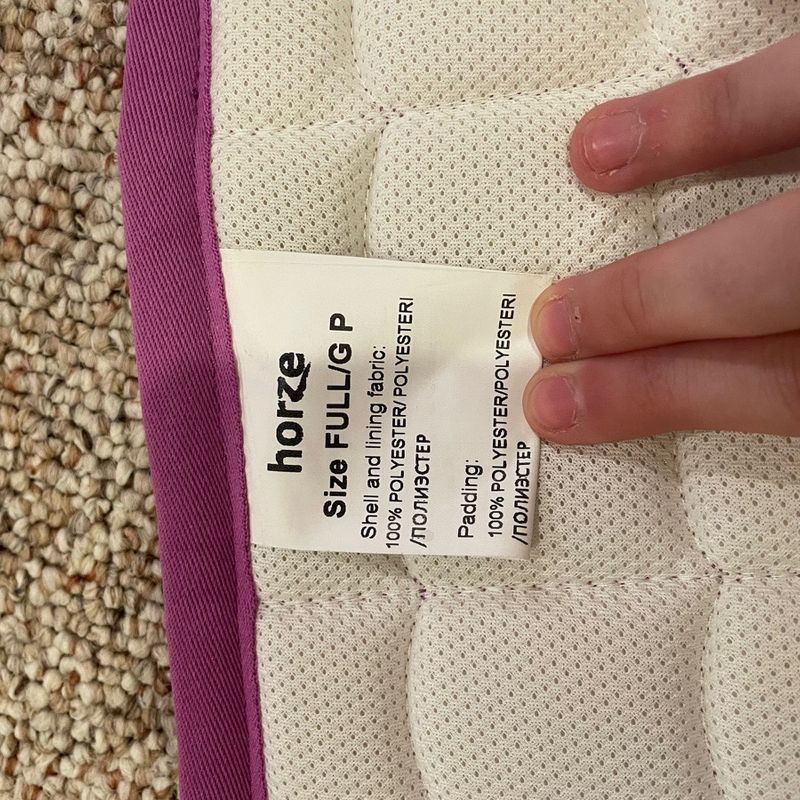 horze
Size FULL/G P
Shell and lining fabric:
100% POLYESTER/ POLYESTERI
/ПОЛИЭСТЕР
Padding:
100% POLYESTER/POLYESTERI
/ПОЛИЭСТЕР